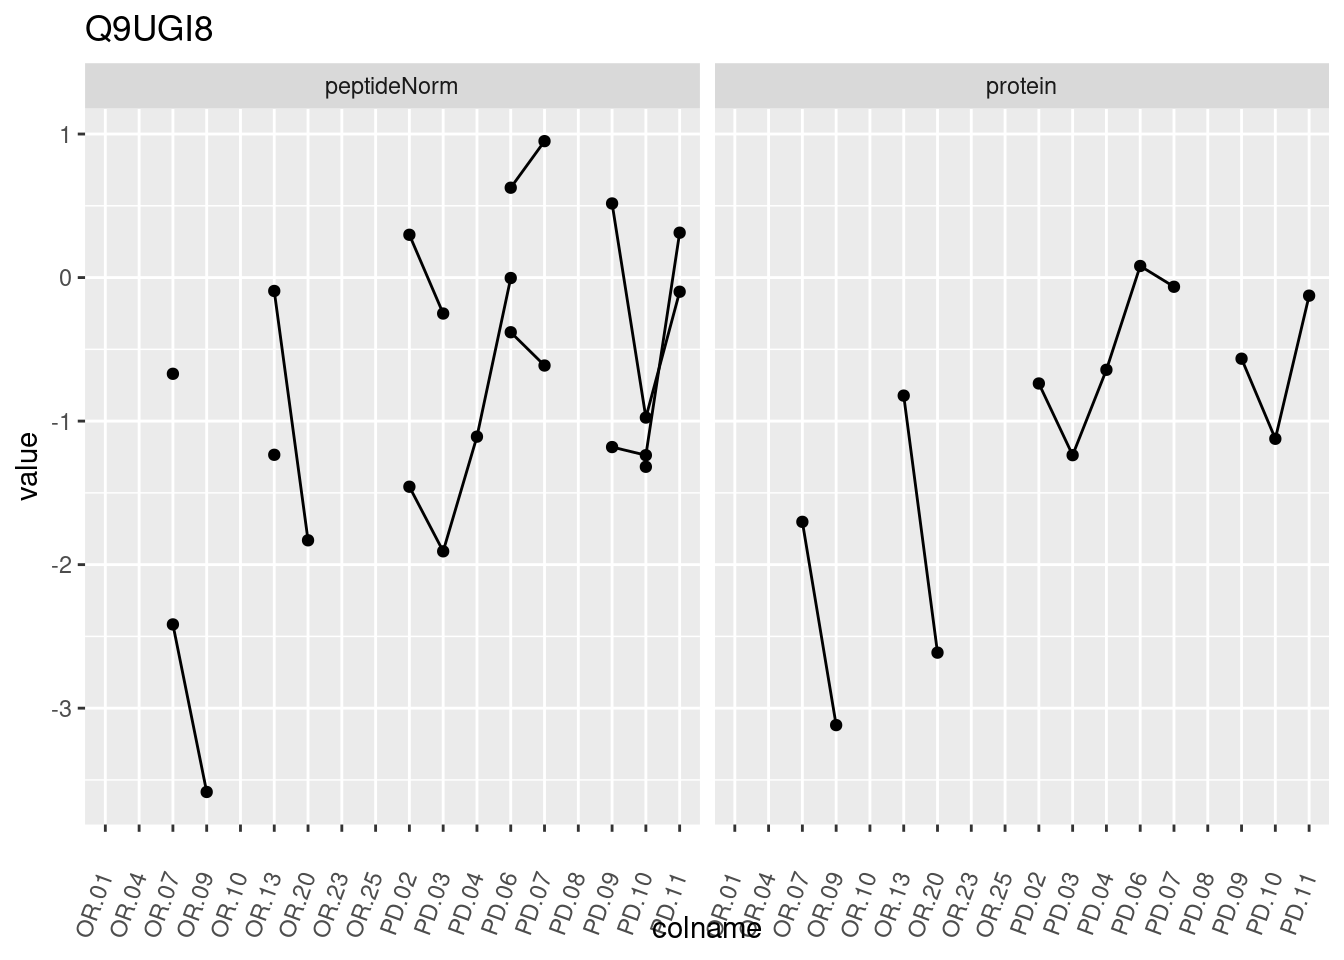 Q9UGI8
peptideNorm
protein
value
1
0
-1
-2
-3
OR.01
OR.04
OR.07
OR.09
OR.10
OR.13
OR.20
OR.23
OR.25
PD.02
PD.03
PD.04
PD.06
PD.07
PD.08
PD.09
PD.10
PD.11
OR.01
OR.04
OR.07
OR.09
OR.10
OR.13
OR.20
OR.23
OR.25
PD.02
PD.03
PD.04
PD.06
PD.07
PD.08
PD.09
PD.10
PD.11
colname